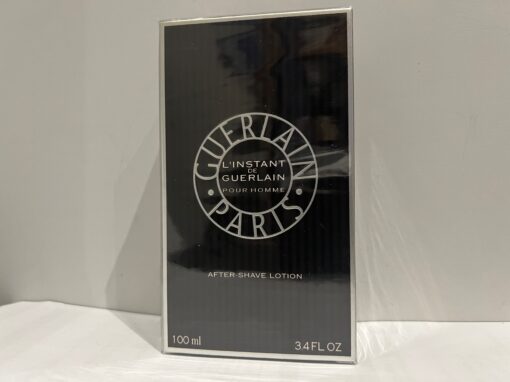 GUERLAIN
L'INSTANT
DE
GUERLAIN
POUR HOMME
PARIS
AFTER-SHAVE LOTION
100 ml
3.4 FL OZ